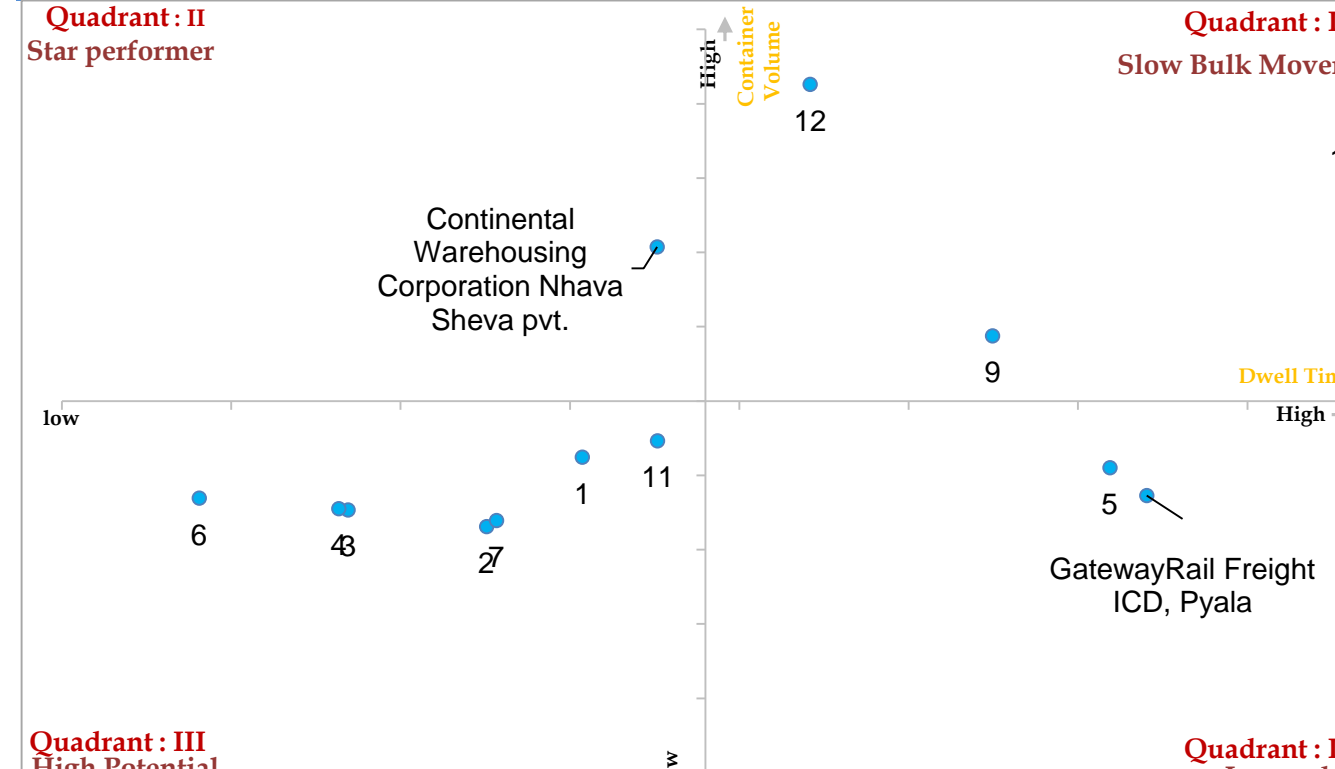 Quadrant : II
Star performer
High
Container
Volume
Quadrant :
Slow Bulk Mover
12
Continental
Warehousing
Corporation Nhava
Sheva pvt.
9
Dwell Tim
low
High
11
1
5
6
4
3
2
7
GatewayRail Freight
ICD, Pyala
Quadrant : III
High Potential
Quadrant :